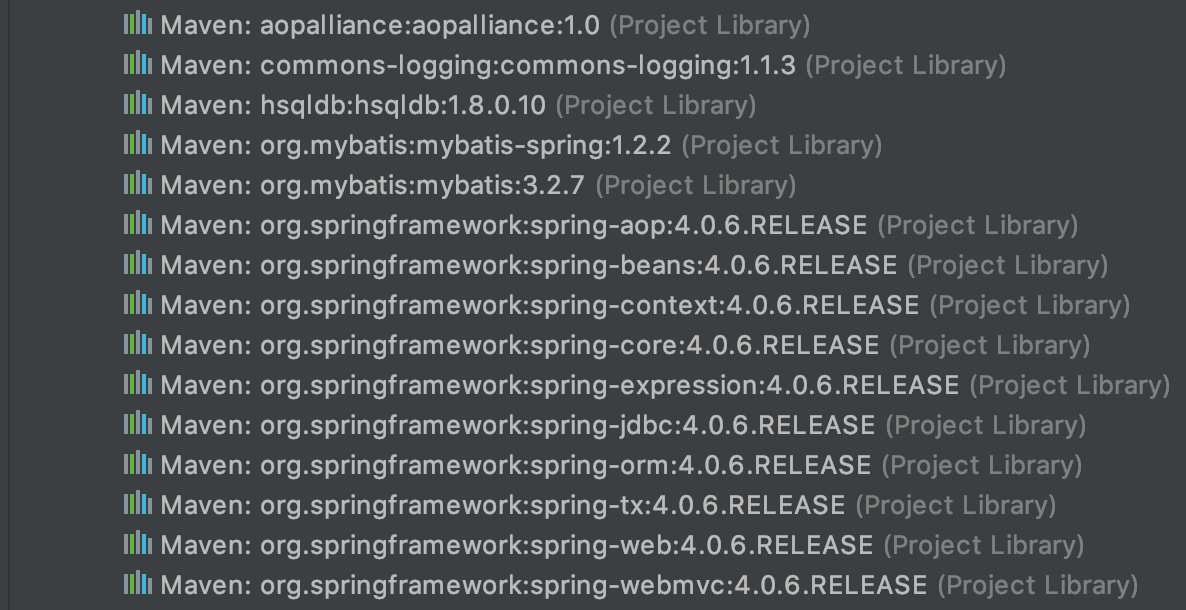 Maven: aopalliance:aopalliance:1.0 (Project Library)
Maven: commons-logging:commons-logging:1.1.3 (Project Library)
Maven: hsqldb:hsqldb:1.8.0.10 (Project Library)
Maven: org.mybatis:mybatis-spring:1.2.2 (Project Library)
Maven: org.mybatis:mybatis:3.2.7 (Project Library)
Maven: org.springframework:spring-aop:4.0.6.RELEASE (Project Library)
Maven: org.springframework:spring-beans:4.0.6.RELEASE (Project Library)
Maven: org.springframework:spring-context:4.0.6.RELEASE (Project Library)
Maven: org.springframework:spring-core:4.0.6.RELEASE (Project Library)
Maven: org.springframework:spring-expression:4.0.6.RELEASE (Project Library)
Maven: org.springframework:spring-jdbc:4.0.6.RELEASE (Project Library)
Maven: org.springframework:spring-orm:4.0.6.RELEASE (Project Library)
Maven: org.springframework:spring-tx:4.0.6.RELEASE (Project Library)
Maven: org.springframework:spring-web:4.0.6.RELEASE (Project Library)
Maven: org.springframework:spring-webmvc:4.0.6.RELEASE (Project Library)